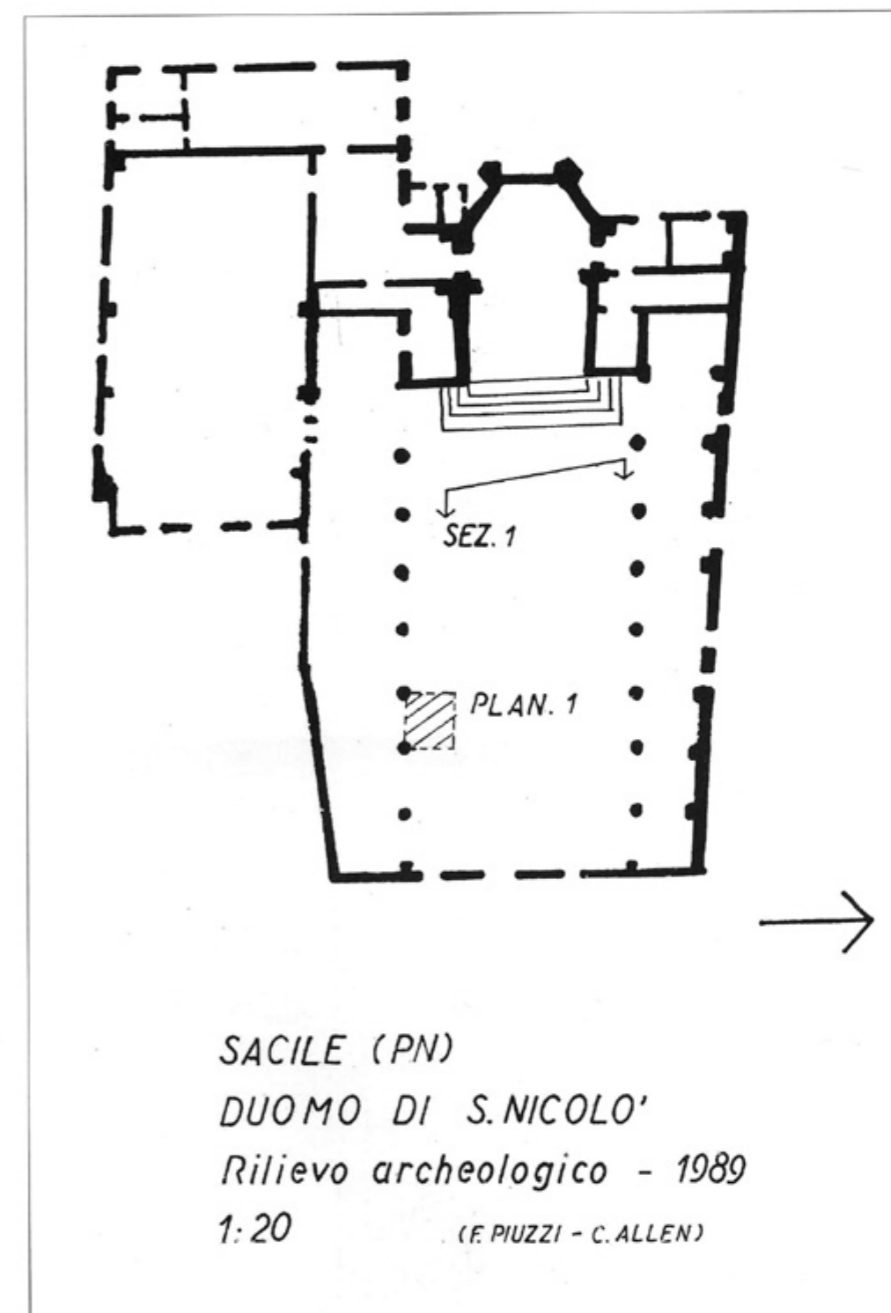 SEZ. 1
PLAN. 1
SACILE (PN)
DUOMO DI S. NICOLO'
Rilievo archeologico - 1989
1:20 (F. PIUZZI - C. ALLEN)